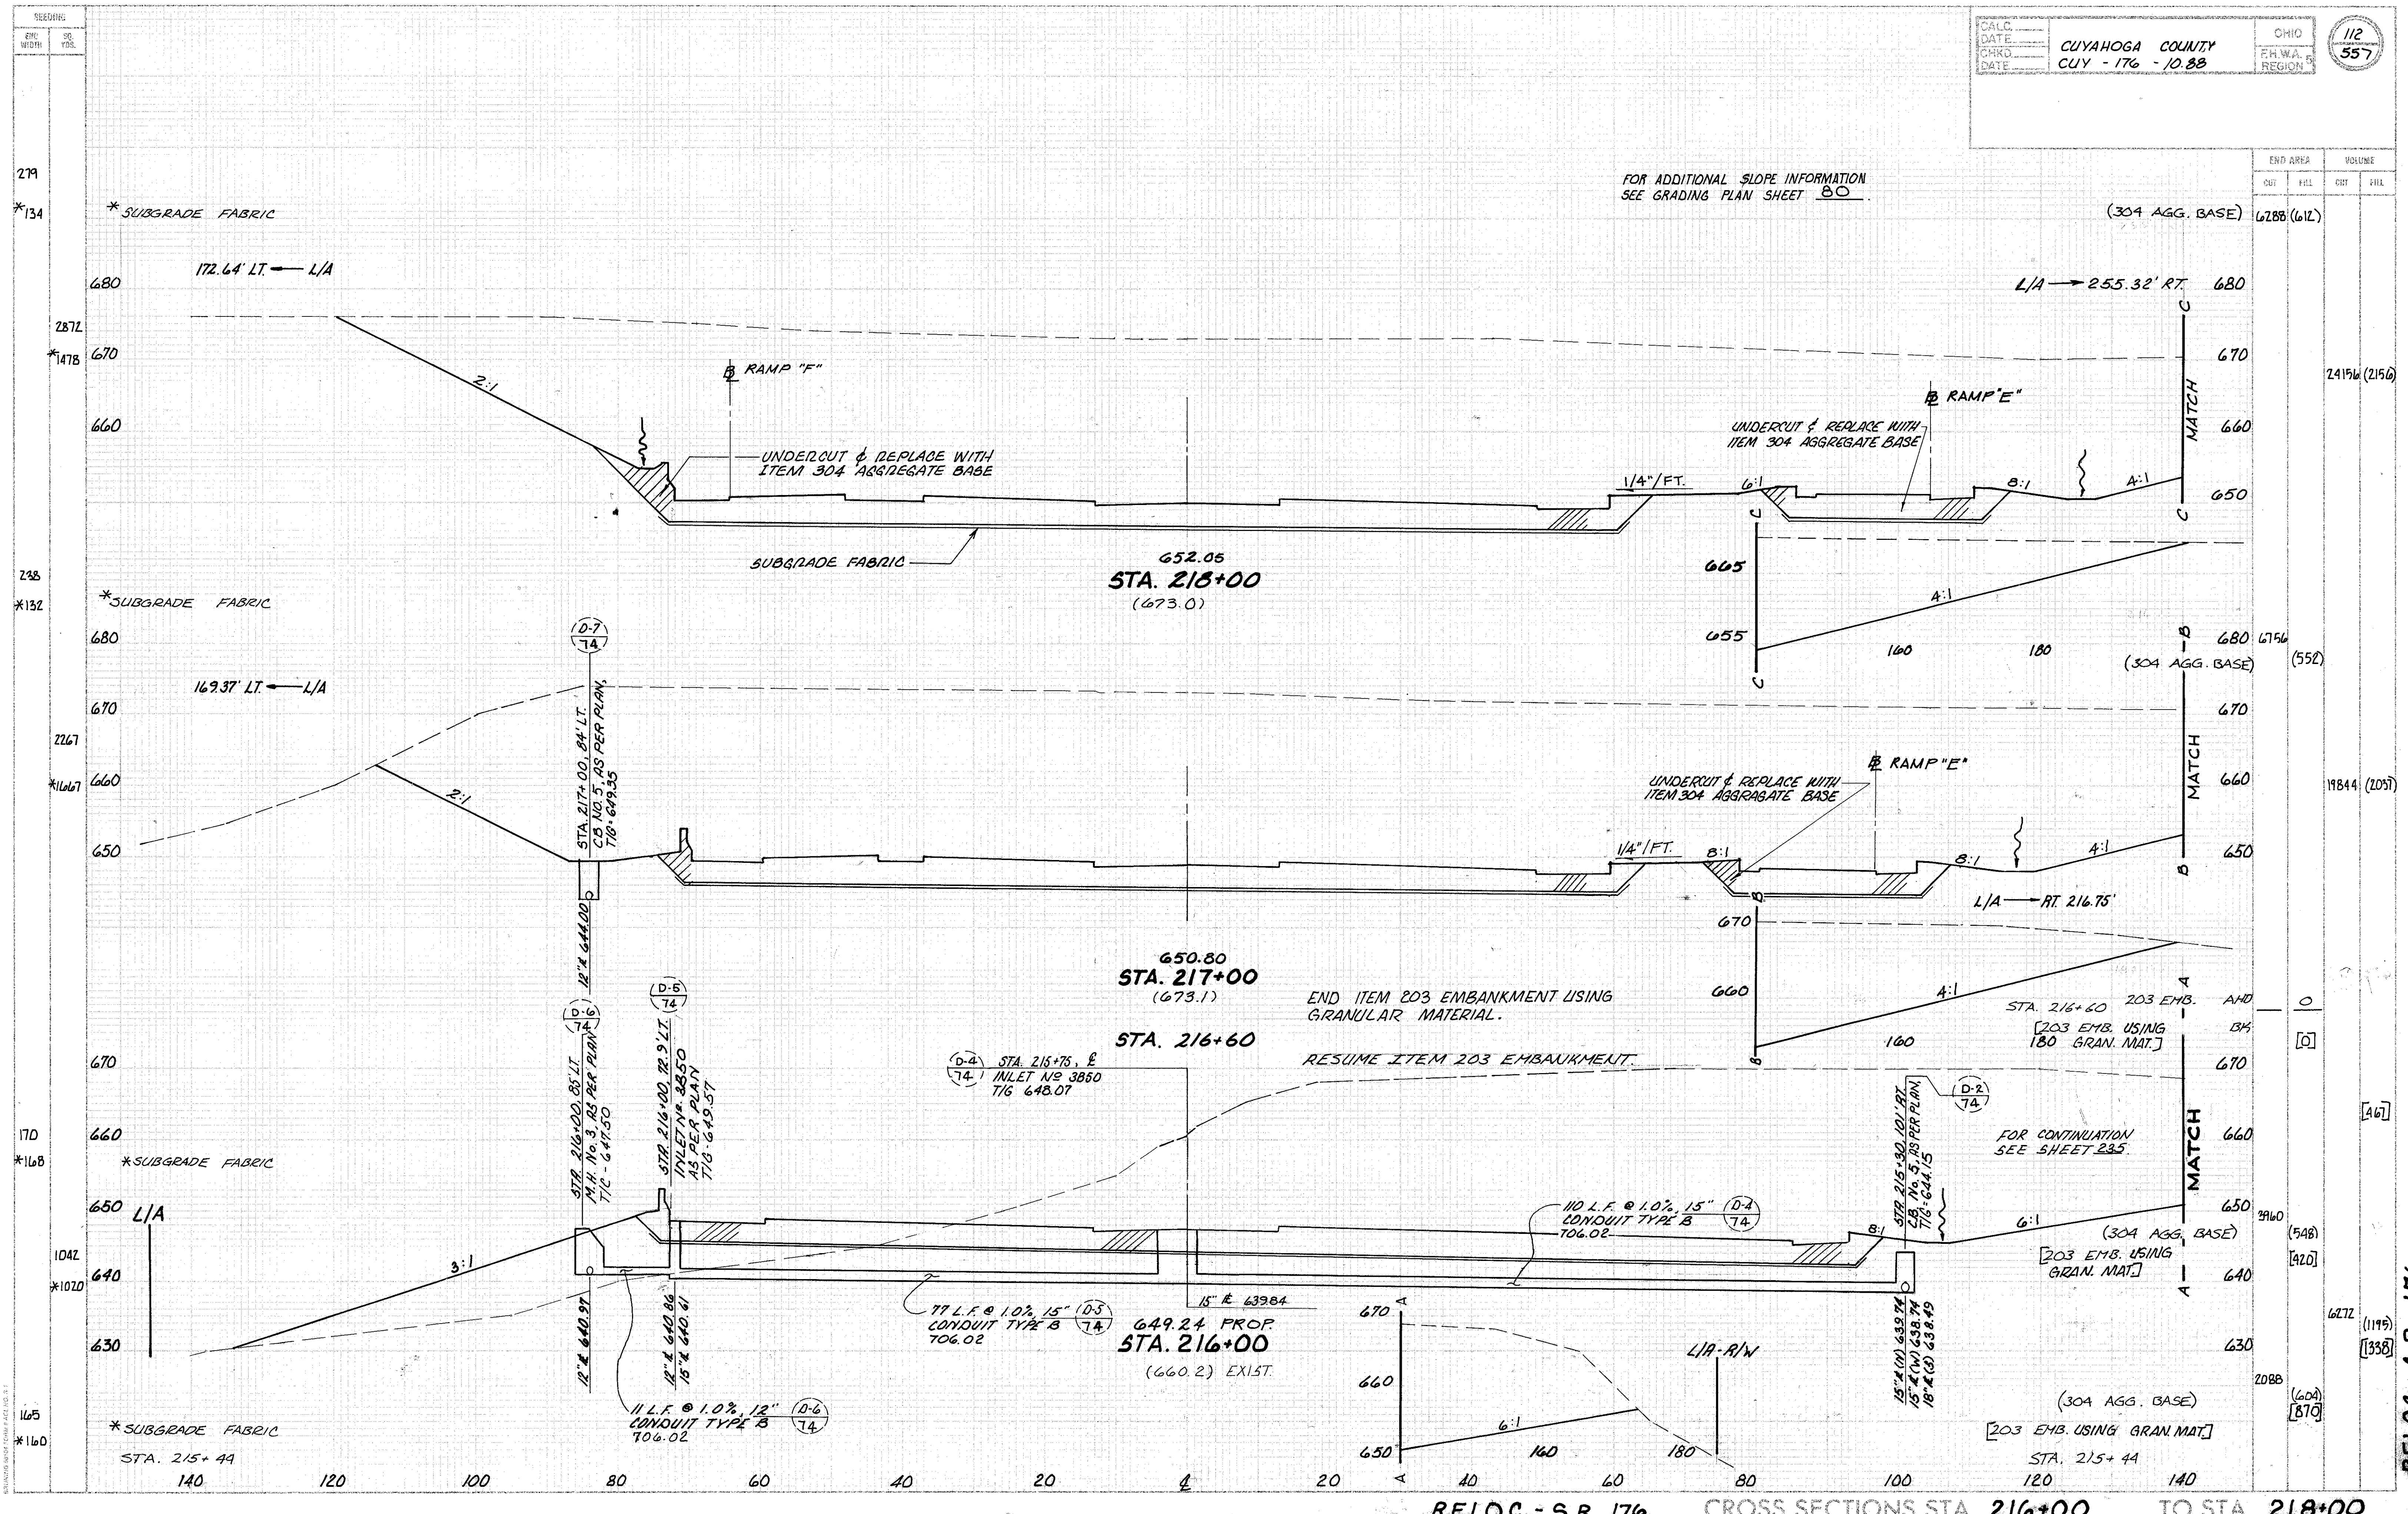 SEEDING
END WIDTH
SQ. YDS.
CALC.
DATE
CHKD.
DATE
CUYAHOGA COUNTY
CUY - 176 - 10.88
OHIO
F.H.W.A. 5
REGION
112
557
END AREA
VOLUME
CUT
FILL
CUT
FILL
279
*134
* SUBGRADE FABRIC
FOR ADDITIONAL SLOPE INFORMATION
SEE GRADING PLAN SHEET 80.
(304 AGG. BASE)
6288 (612)
172.64' LT. L/A
L/A 255.32' RT.
680
680
C
2872
*1478
670
670
24156 (2156)
2:1
RAMP "F"
RAMP "E"
MATCH
660
660
UNDERCUT & REPLACE WITH
ITEM 304 AGGREGATE BASE
UNDERCUT & REPLACE WITH
ITEM 304 AGGREGATE BASE
1/4"/FT.
6:1
8:1
4:1
650
C
C
SUBGRADE FABRIC
652.05
STA. 218+00
(673.0)
665
4:1
655
160
180
C
238
*132
*SUBGRADE FABRIC
D-7
74
680
680
6756
B
(304 AGG. BASE)
(552)
169.37' LT. L/A
670
670
STA. 217+00, 84' LT.
CB NO. 5, AS PER PLAN,
T/G= 649.35
2267
*1667
660
660
2:1
RAMP "E"
UNDERCUT & REPLACE WITH
ITEM 304 AGGRAGATE BASE
MATCH
19844 (2037)
650
650
1/4"/FT.
8:1
8:1
4:1
B
B
L/A RT. 216.75'
12" 644.00
670
650.80
STA. 217+00
(673.1)
660
4:1
160
180
B
END ITEM 203 EMBANKMENT USING
GRANULAR MATERIAL.
STA. 216+60
RESUME ITEM 203 EMBANKMENT.
STA. 216+60 203 EMB. AHD
0
[203 EMB. USING
GRAN. MAT.]
BK
[0]
A
D-6
74
D-5
74
STA. 216+00, 85' LT.
M.H. No. 3, AS PER PLAN
T/C - 647.50
STA. 216+00, 72.9' LT.
INLET No. 3B50
AS PER PLAN
T/G - 649.57
D-4
74
STA. 215+75, ℄
INLET No 3B50
T/G 648.07
670
670
D-2
74
STA 215+30, 101' RT.
C.B. No. 5, AS PER PLAN,
T/G= 644.15
[467]
170
*168
660
660
*SUBGRADE FABRIC
FOR CONTINUATION
SEE SHEET 235.
MATCH
650
650
L/A
110 L.F. @ 1.0%, 15"
CONDUIT TYPE B
706.02
D-4
74
8:1
6:1
3960
(304 AGG. BASE)
(548)
[203 EMB. USING
GRAN. MAT.]
[420]
1042
*1020
640
640
3:1
A
77 L.F. @ 1.0%, 15"
CONDUIT TYPE B
706.02
D-5
74
15" 639.84
12" 640.97
12" 640.86
15" 640.61
15" (N) 639.74
15" (W) 638.74
18" (S) 638.49
649.24 PROP.
STA. 216+00
(660.2) EXIST.
630
630
6272
(1195)
[1338]
670
A
660
650
6:1
160
180
A
L/A-R/W
11 L.F. @ 1.0%, 12"
CONDUIT TYPE B
706.02
D-6
74
2088
(304 AGG. BASE)
(604)
[870]
[203 EMB. USING GRAN. MAT.]
STA. 215+44
165
*160
* SUBGRADE FABRIC
STA. 215+44
140 120 100 80 60 40 20 ℄ 20 40 60 80 100 120 140
RELOC - S.R. 176 CROSS SECTIONS STA. 216+00 TO STA. 218+00